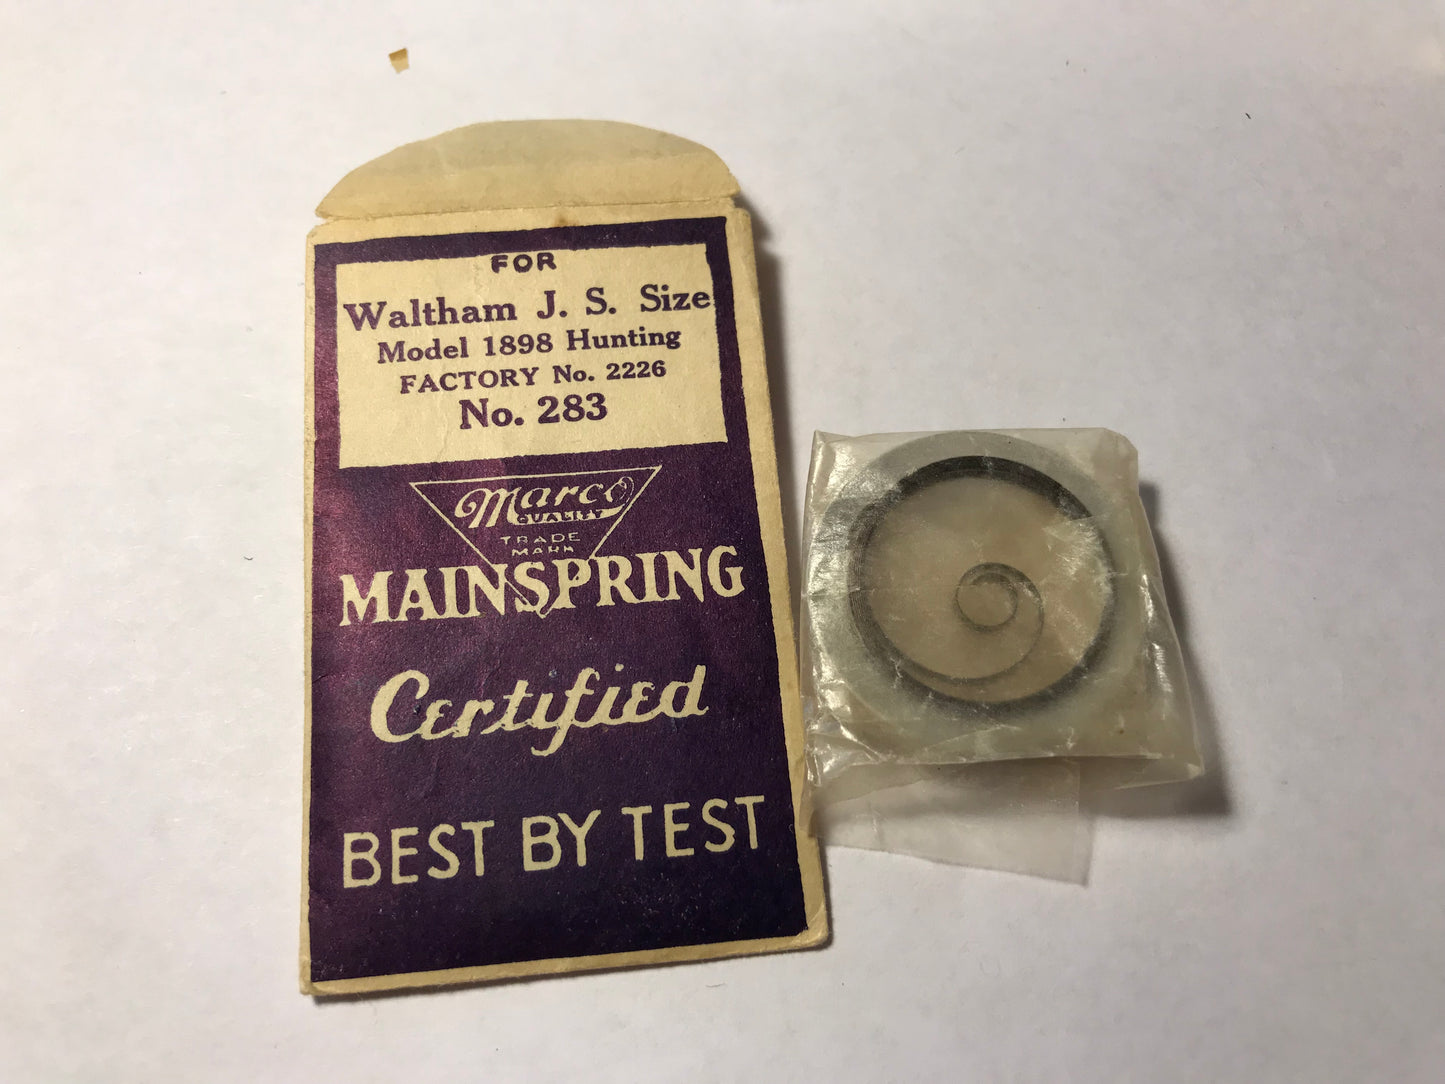 FOR
Waltham J. S. Size
Model 1898 Hunting
FACTORY No. 2226
No. 283
Marco
QUALITY
TRADE
MARK
MAINSPRING
Certified
BEST BY TEST